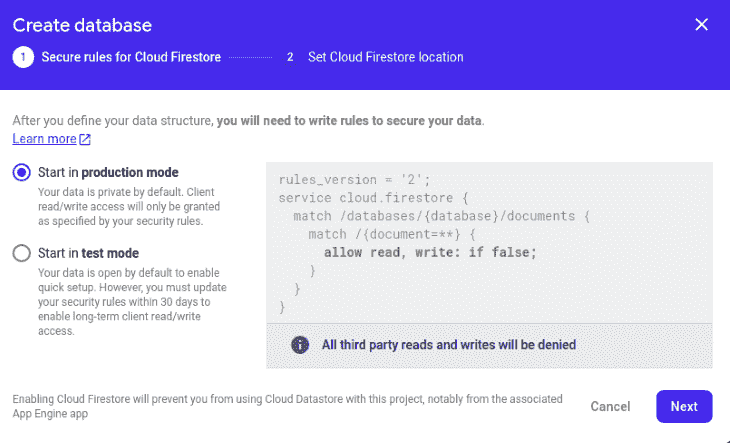 Create database
1 Secure rules for Cloud Firestore 2 Set Cloud Firestore location
After you define your data structure, you will need to write rules to secure your data.
Learn more
Start in production mode
Your data is private by default. Client
read/write access will only be granted
as specified by your security rules.
Start in test mode
Your data is open by default to enable
quick setup. However, you must update
your security rules within 30 days to
enable long-term client read/write
access.
rules_version = '2';
service cloud.firestore {
match /databases/{database}/documents {
match /{document=**} {
allow read, write: if false;
}
}
}
All third party reads and writes will be denied
Enabling Cloud Firestore will prevent you from using Cloud Datastore with this project, notably from the associated
App Engine app
Cancel
Next